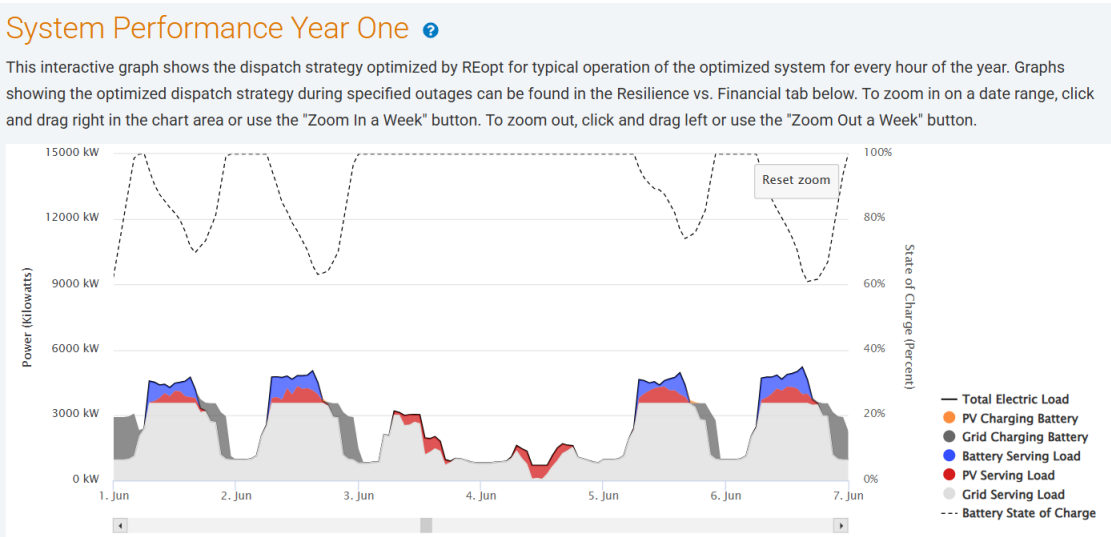 System Performance Year One ?
This interactive graph shows the dispatch strategy optimized by REopt for typical operation of the optimized system for every hour of the year. Graphs
showing the optimized dispatch strategy during specified outages can be found in the Resilience vs. Financial tab below. To zoom in on a date range, click
and drag right in the chart area or use the "Zoom In a Week" button. To zoom out, click and drag left or use the "Zoom Out a Week" button.
15000 kW
12000 kW
9000 kW
6000 kW
3000 kW
0 kW
Power (Kilowatts)
Reset zoom
100%
80%
60%
40%
20%
0%
State of Charge (Percent)
1. Jun 2. Jun 3. Jun 4. Jun 5. Jun 6. Jun 7. Jun
Total Electric Load
PV Charging Battery
Grid Charging Battery
Battery Serving Load
PV Serving Load
Grid Serving Load
Battery State of Charge